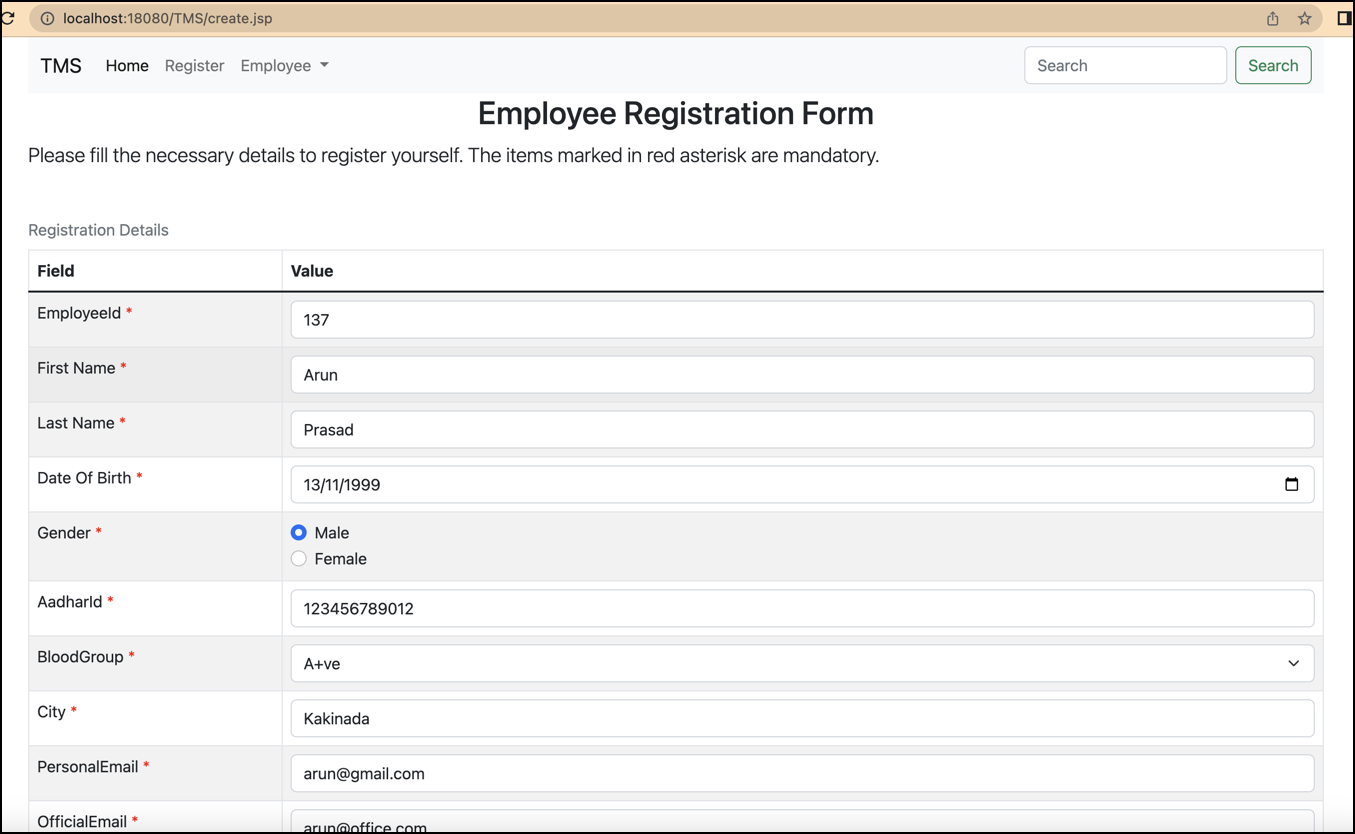 localhost:18080/TMS/create.jsp
TMS Home Register Employee Search Search
Employee Registration Form
Please fill the necessary details to register yourself. The items marked in red asterisk are mandatory.
Registration Details
Field Value
EmployeeId * 137
First Name * Arun
Last Name * Prasad
Date Of Birth * 13/11/1999
Gender * Male
Female
AadharId * 123456789012
BloodGroup * A+ve
City * Kakinada
PersonalEmail * arun@gmail.com
OfficialEmail * arun@office.com